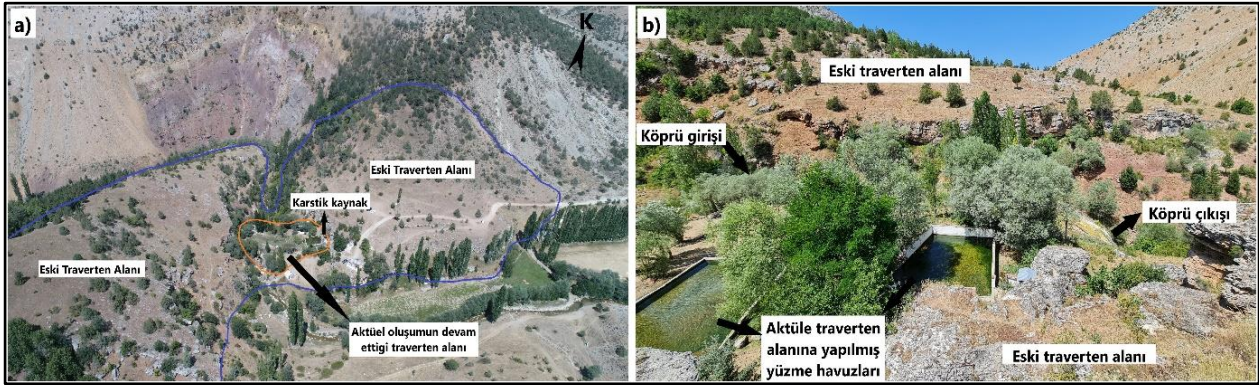 a)
K
Eski Traverten Alanı
Karstik kaynak
Eski Traverten Alanı
Aktüel oluşumun devam
ettigi traverten alanı
b)
Eski traverten alanı
Köprü girişi
Köprü çıkışı
Aktüle traverten
alanına yapılmış
yüzme havuzları
Eski traverten alanı